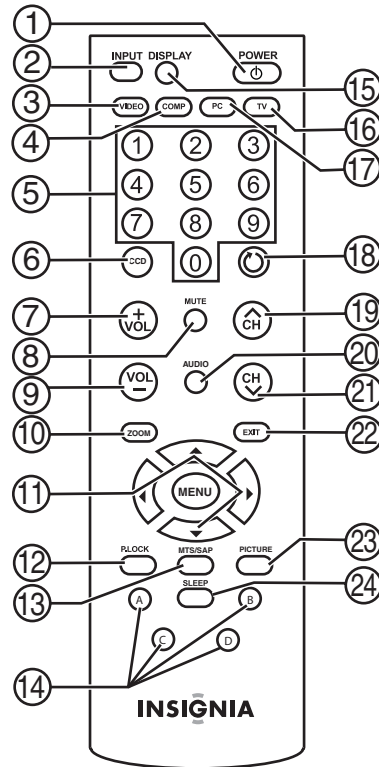 1
INPUT DISPLAY POWER
2
15
3 VIDEO COMP PC TV 16
4 17
1 2 3
5 4 5 6
7 8 9
6 CCD 0 18
7 + VOL MUTE CH 19
8 20
9 VOL – AUDIO CH 21
10 ZOOM EXIT 22
11 MENU
12 P.LOCK MTS/SAP PICTURE 23
13 SLEEP 24
A B
C D
14
INSIGNIA